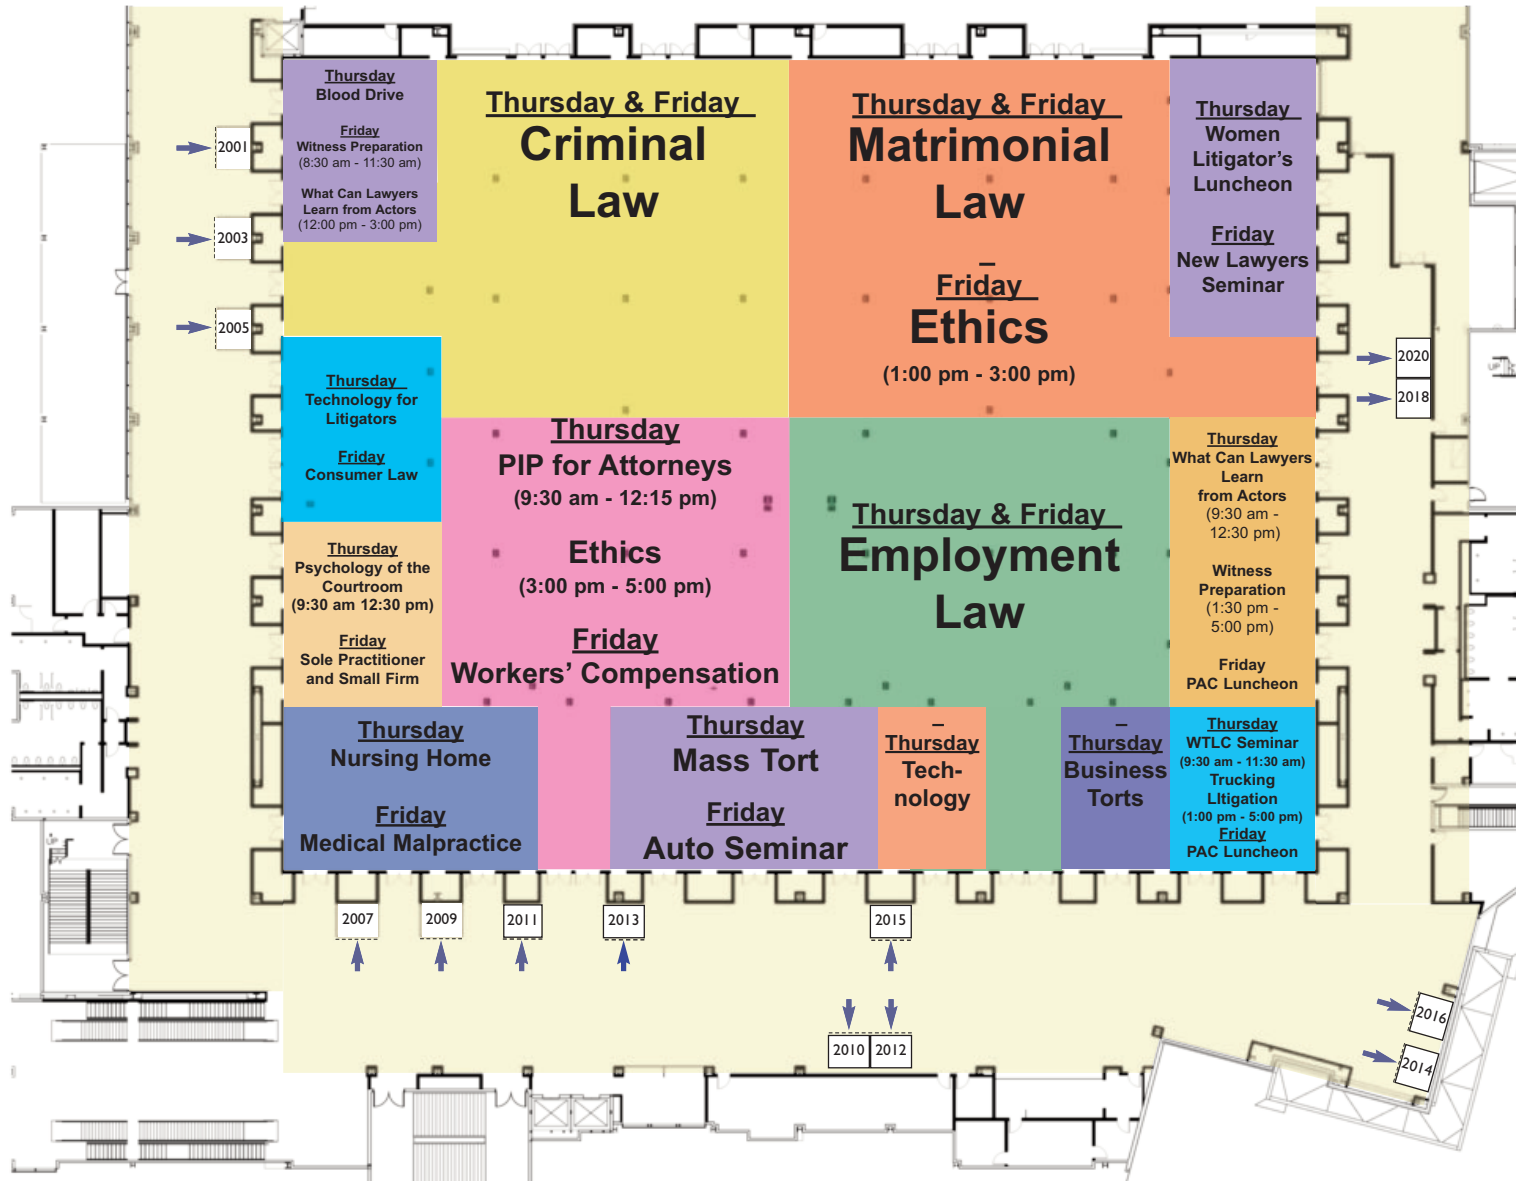 Thursday
Blood Drive
Friday
Witness Preparation
(8:30 am - 11:30 am)
What Can Lawyers
Learn from Actors
(12:00 pm - 3:00 pm)
Thursday & Friday
Criminal
Law
Thursday & Friday
Matrimonial
Law
–
Friday
Ethics
(1:00 pm - 3:00 pm)
Thursday
Women
Litigator's
Luncheon
Friday
New Lawyers
Seminar
2001
2003
2005
2020
2018
Thursday
Technology for
Litigators
Friday
Consumer Law
Thursday
PIP for Attorneys
(9:30 am - 12:15 pm)
Ethics
(3:00 pm - 5:00 pm)
Friday
Workers’ Compensation
Thursday & Friday
Employment
Law
Thursday
What Can Lawyers
Learn
from Actors
(9:30 am -
12:30 pm)
Witness
Preparation
(1:30 pm -
5:00 pm)
Friday
PAC Luncheon
Thursday
Psychology of the
Courtroom
(9:30 am 12:30 pm)
Friday
Sole Practitioner
and Small Firm
Thursday
Nursing Home
Friday
Medical Malpractice
Thursday
Mass Tort
Friday
Auto Seminar
–
Thursday
Tech-
nology
–
Thursday
Business
Torts
Thursday
WTLC Seminar
(9:30 am - 11:30 am)
Trucking
LItigation
(1:00 pm - 5:00 pm)
Friday
PAC Luncheon
2007
2009
2011
2013
2015
2010
2012
2016
2014
UP
UP